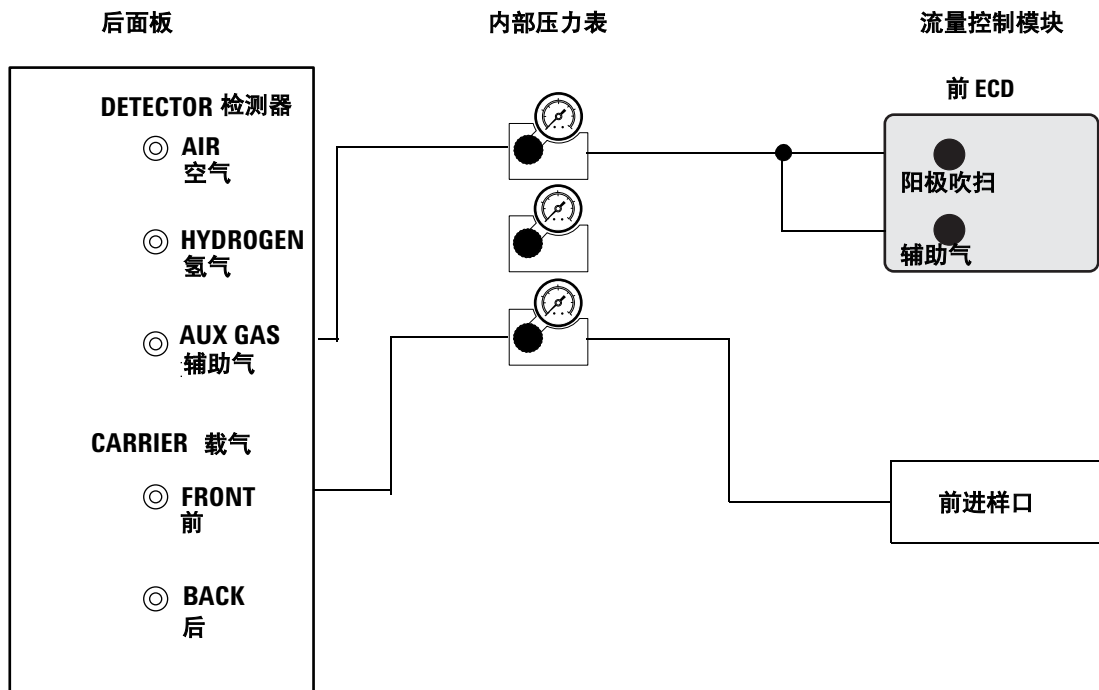 后面板
内部压力表
流量控制模块
DETECTOR 检测器
AIR
空气
HYDROGEN
氢气
AUX GAS
辅助气
CARRIER 载气
FRONT
前
BACK
后
前 ECD
阳极吹扫
辅助气
前进样口